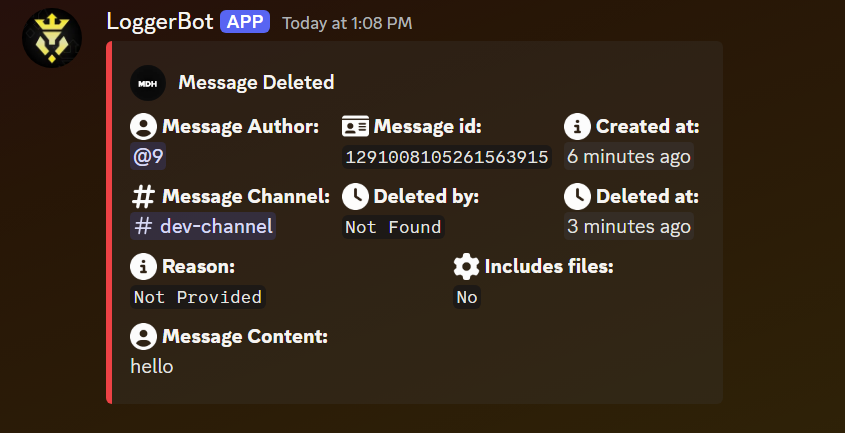 LoggerBot APP Today at 1:08 PM
MDH Message Deleted
Message Author: Message id: Created at:
@9 1291008105261563915 6 minutes ago
Message Channel: Deleted by: Deleted at:
# dev-channel Not Found 3 minutes ago
Reason: Includes files:
Not Provided No
Message Content:
hello